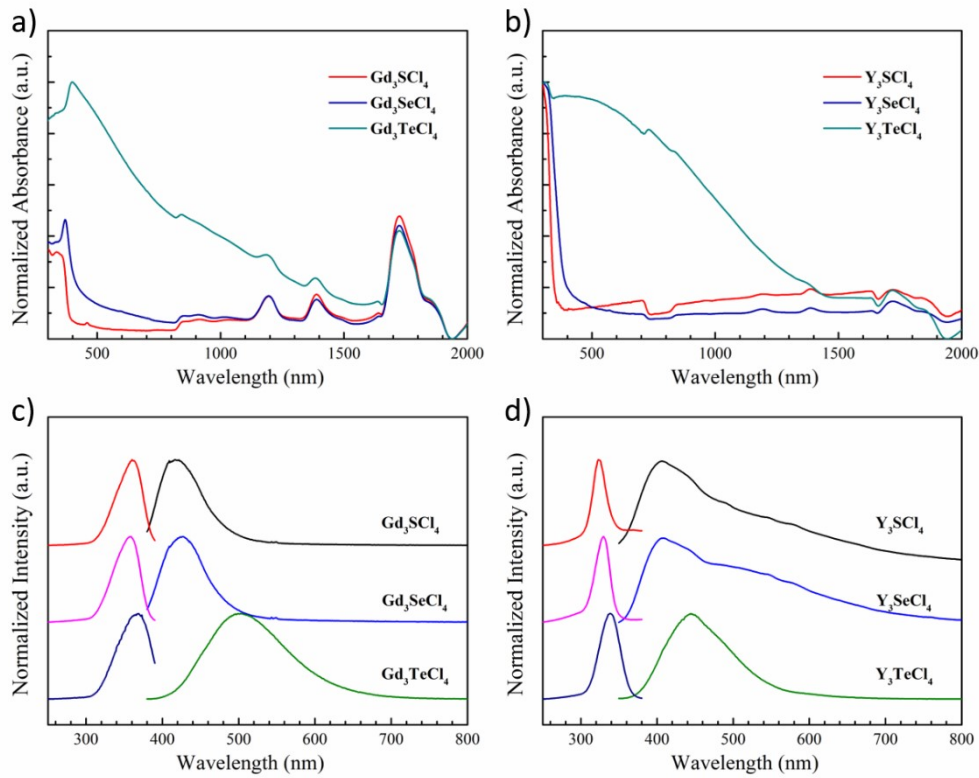 a)
Normalized Absorbance (a.u.)
Gd₃SCl₄
Gd₃SeCl₄
Gd₃TeCl₄
500 1000 1500 2000
Wavelength (nm)
b)
Normalized Absorbance (a.u.)
Y₃SCl₄
Y₃SeCl₄
Y₃TeCl₄
500 1000 1500 2000
Wavelength (nm)
c)
Normalized Intensity (a.u.)
Gd₃SCl₄
Gd₃SeCl₄
Gd₃TeCl₄
300 400 500 600 700 800
Wavelength (nm)
d)
Normalized Intensity (a.u.)
Y₃SCl₄
Y₃SeCl₄
Y₃TeCl₄
300 400 500 600 700 800
Wavelength (nm)